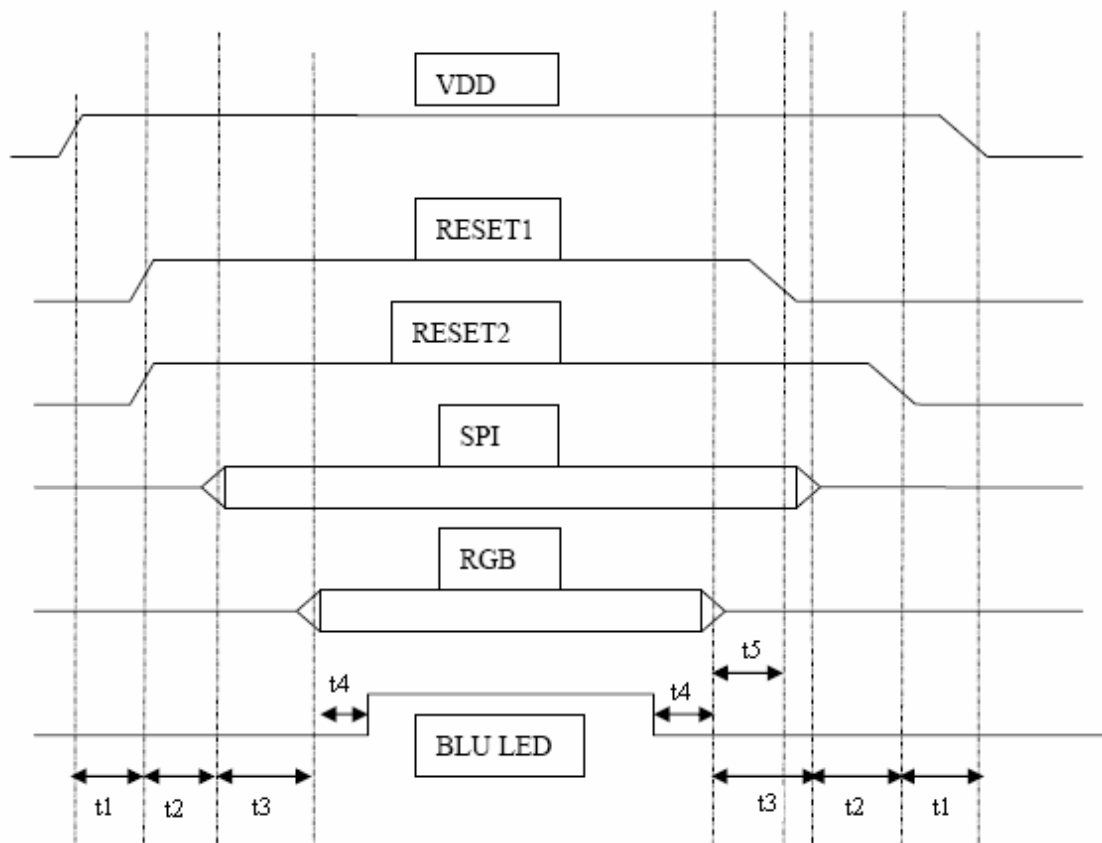 VDD
RESET1
RESET2
SPI
RGB
t5
t4 t4
BLU LED
t1 t2 t3 t3 t2 t1